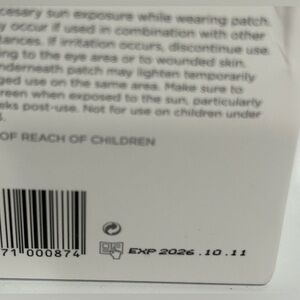 cesary sun exposure while wearing patch.
y occur if used in combination with other
tances. If irritation occurs, discontinue use.
ng to the eye area or to wounded skin.
nderneath patch may lighten temporarily
ged use on the same area. Make sure to
reen when exposed to the sun, particularly
eks post-use. Not for use on children under
OF REACH OF CHILDREN
71 000874
EXP 2026.10.11